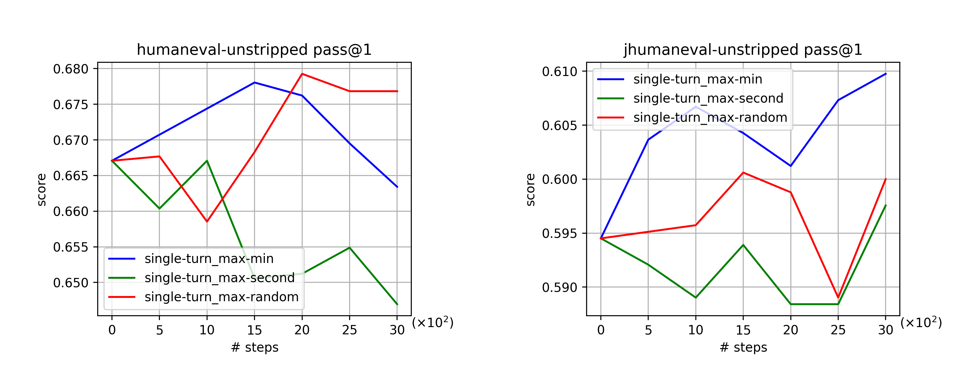 humaneval-unstripped pass@1
0.680
0.675
0.670
0.665
0.660
0.655
0.650
score
single-turn_max-min
single-turn_max-second
single-turn_max-random
0 5 10 15 20 25 30 (×10²)
# steps
jhumaneval-unstripped pass@1
0.610
0.605
0.600
0.595
0.590
score
single-turn_max-min
single-turn_max-second
single-turn_max-random
0 5 10 15 20 25 30 (×10²)
# steps